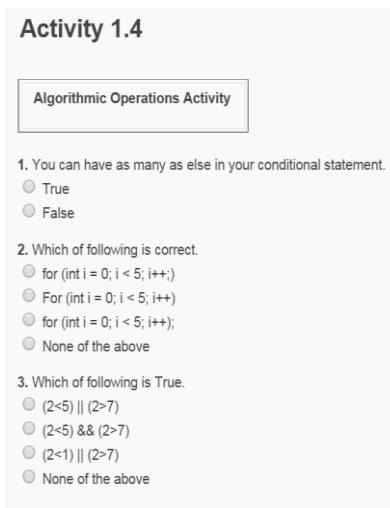 Activity 1.4
Algorithmic Operations Activity
1. You can have as many as else in your conditional statement.
True
False
2. Which of following is correct.
for (int i = 0; i < 5; i++;)
For (int i = 0; i < 5; i++)
for (int i = 0; i < 5; i++);
None of the above
3. Which of following is True.
(2<5) || (2>7)
(2<5) && (2>7)
(2<1) || (2>7)
None of the above